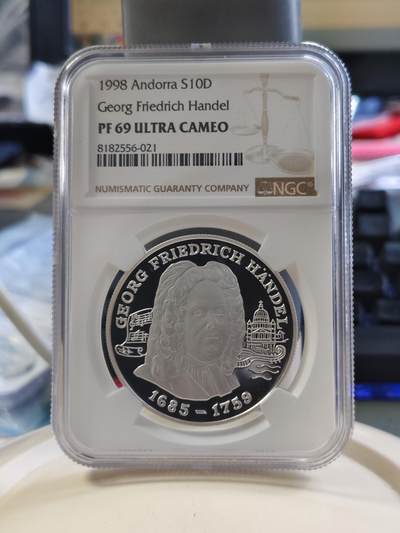 1998 Andorra S10D
Georg Friedrich Handel
PF 69 ULTRA CAMEO
8182556-021
NUMISMATIC GUARANTY COMPANY
NGC
GEORG FRIEDRICH HÄNDEL
1685 – 1759